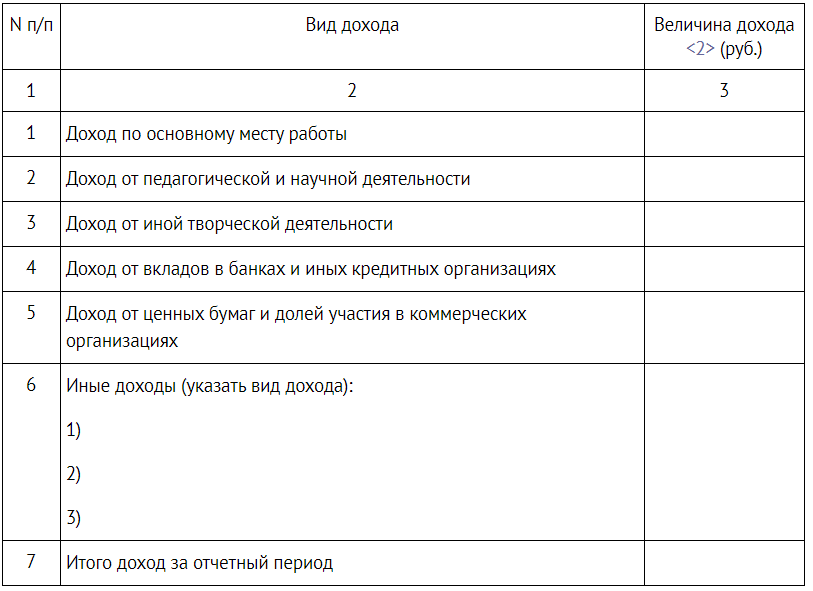 N п/п Вид дохода Величина дохода
<2> (руб.)
1 2 3
1 Доход по основному месту работы
2 Доход от педагогической и научной деятельности
3 Доход от иной творческой деятельности
4 Доход от вкладов в банках и иных кредитных организациях
5 Доход от ценных бумаг и долей участия в коммерческих
организациях
6 Иные доходы (указать вид дохода):
1)
2)
3)
7 Итого доход за отчетный период